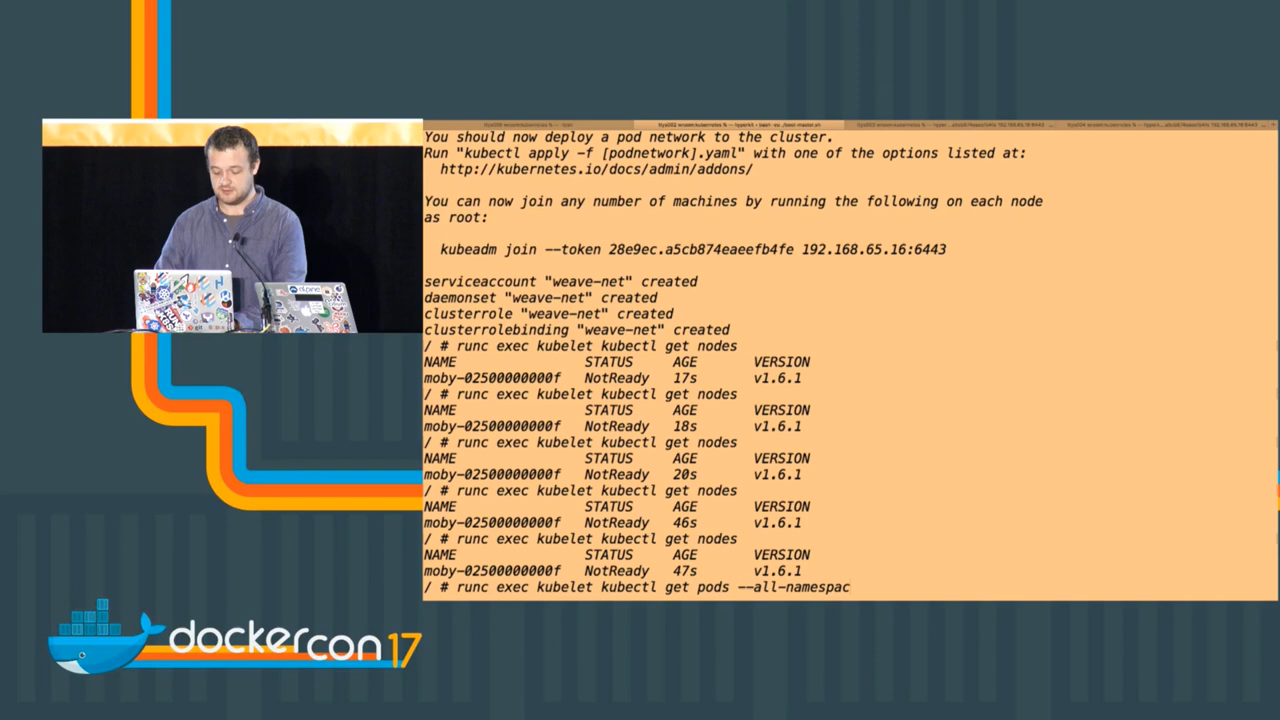 You should now deploy a pod network to the cluster.
Run "kubectl apply -f [podnetwork].yaml" with one of the options listed at:
http://kubernetes.io/docs/admin/addons/
You can now join any number of machines by running the following on each node
as root:
kubeadm join --token 28e9ec.a5cb874eaeefb4fe 192.168.65.16:6443
serviceaccount "weave-net" created
daemonset "weave-net" created
clusterrole "weave-net" created
clusterrolebinding "weave-net" created
/ # runc exec kubelet kubectl get nodes
NAME STATUS AGE VERSION
moby-02500000000f NotReady 17s v1.6.1
/ # runc exec kubelet kubectl get nodes
NAME STATUS AGE VERSION
moby-02500000000f NotReady 18s v1.6.1
/ # runc exec kubelet kubectl get nodes
NAME STATUS AGE VERSION
moby-02500000000f NotReady 20s v1.6.1
/ # runc exec kubelet kubectl get nodes
NAME STATUS AGE VERSION
moby-02500000000f NotReady 46s v1.6.1
/ # runc exec kubelet kubectl get nodes
NAME STATUS AGE VERSION
moby-02500000000f NotReady 47s v1.6.1
/ # runc exec kubelet kubectl get pods --all-namespac
alpine
dockercon 17